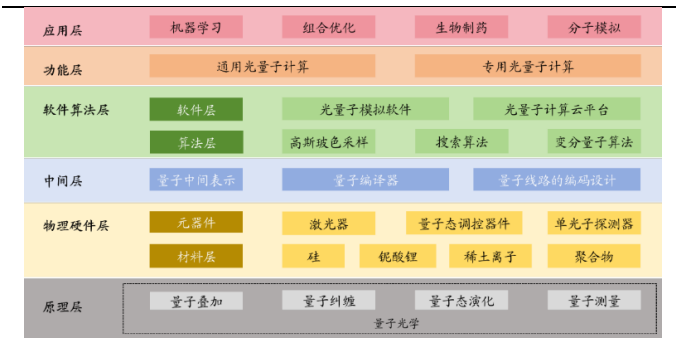 应用层 机器学习 组合优化 生物制药 分子模拟
功能层 通用光量子计算 专用光量子计算
软件算法层 软件层 光量子模拟软件 光量子计算云平台
算法层 高斯玻色采样 搜索算法 变分量子算法
中间层 量子中间表示 量子编译器 量子线路的编码设计
物理硬件层 元器件 激光器 量子态调控器件 单光子探测器
材料层 硅 铌酸锂 稀土离子 聚合物
原理层 量子叠加 量子纠缠 量子态演化 量子测量
量子光学